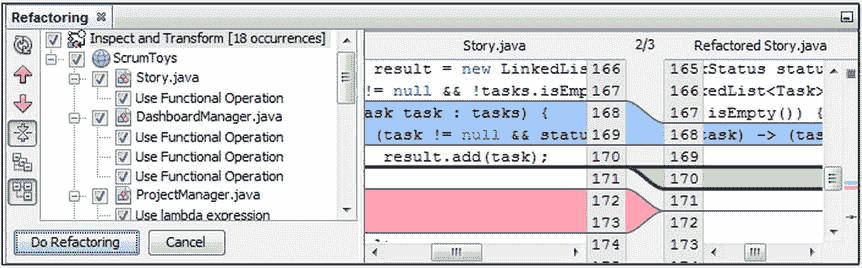 Refactoring
Inspect and Transform [18 occurrences]
ScrumToys
Story.java
Use Functional Operation
DashboardManager.java
Use Functional Operation
Use Functional Operation
Use Functional Operation
ProjectManager.java
Use lambda expression
Do Refactoring
Cancel
Story.java
2/3
Refactored Story.java
result = new LinkedLis
166
165
:Status statu
!= null && !tasks.isEmp
167
166
kedList<Task>
ask task : tasks) {
168
167
isEmpty()) {
(task != null && statu
169
168
task) -> (tas
result.add(task);
170
169
171
170
172
171
173
172
174
173